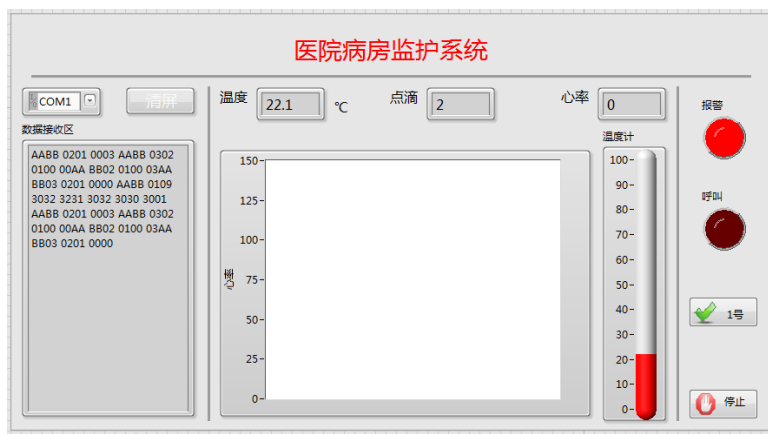 医院病房监护系统
COM1
清屏
温度 22.1 ℃
点滴 2
心率 0
报警
数据接收区
AABB 0201 0003 AABB 0302
0100 00AA BB02 0100 03AA
BB03 0201 0000 AABB 0109
3032 3231 3032 3030 3001
AABB 0201 0003 AABB 0302
0100 00AA BB02 0100 03AA
BB03 0201 0000
150
125
100
75
50
25
0
心率
温度计
100
90
80
70
60
50
40
30
20
10
0
呼叫
1号
停止